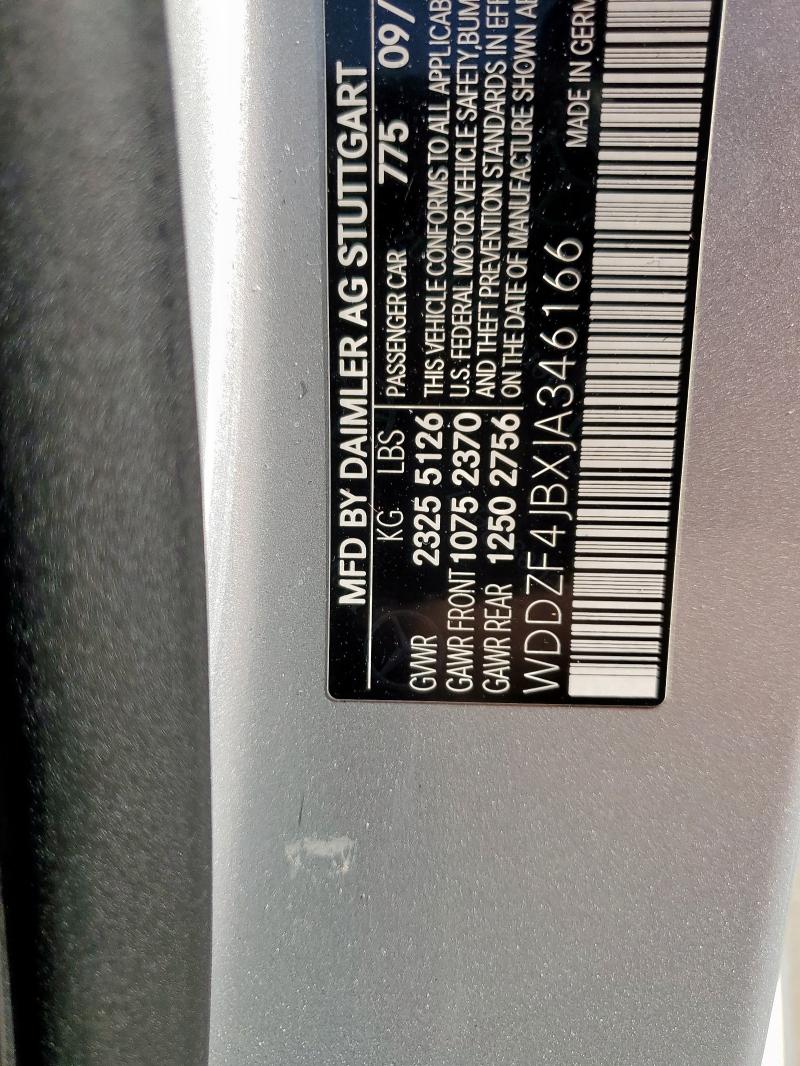 MFD BY DAIMLER AG STUTTGART
KG LBS
GVWR 2325 5126
GAWR FRONT 1075 2370
GAWR REAR 1250 2756
PASSENGER CAR 775 09/
THIS VEHICLE CONFORMS TO ALL APPLICAB
U.S. FEDERAL MOTOR VEHICLE SAFETY, BUM
AND THEFT PREVENTION STANDARDS IN EFF
ON THE DATE OF MANUFACTURE SHOWN AB
WDDZF4JBXJA346166 MADE IN GERM